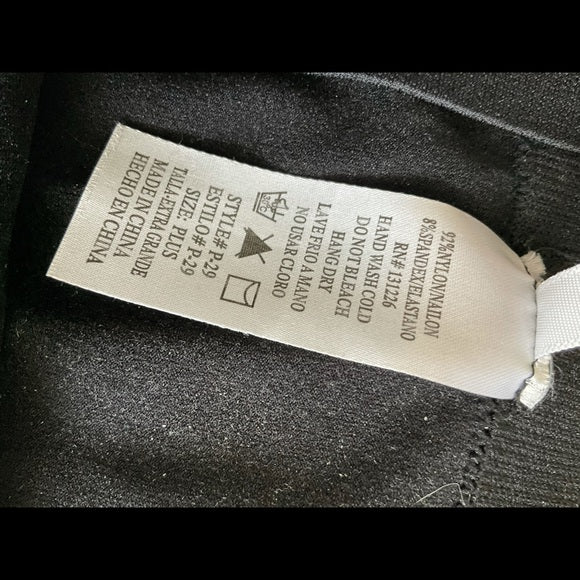 92%NYLON/NAILON
8%SPANDEX/ELASTANO
RN# 131226
HAND WASH COLD
DO NOT BLEACH
HANG DRY
LAVE FRIO A MANO
NO USAR CLORO
STYLE# P-29
ESTILO# P-29
SIZE: PLUS
TALLA:EXTRA GRANDE
MADE IN CHINA
HECHO EN CHINA